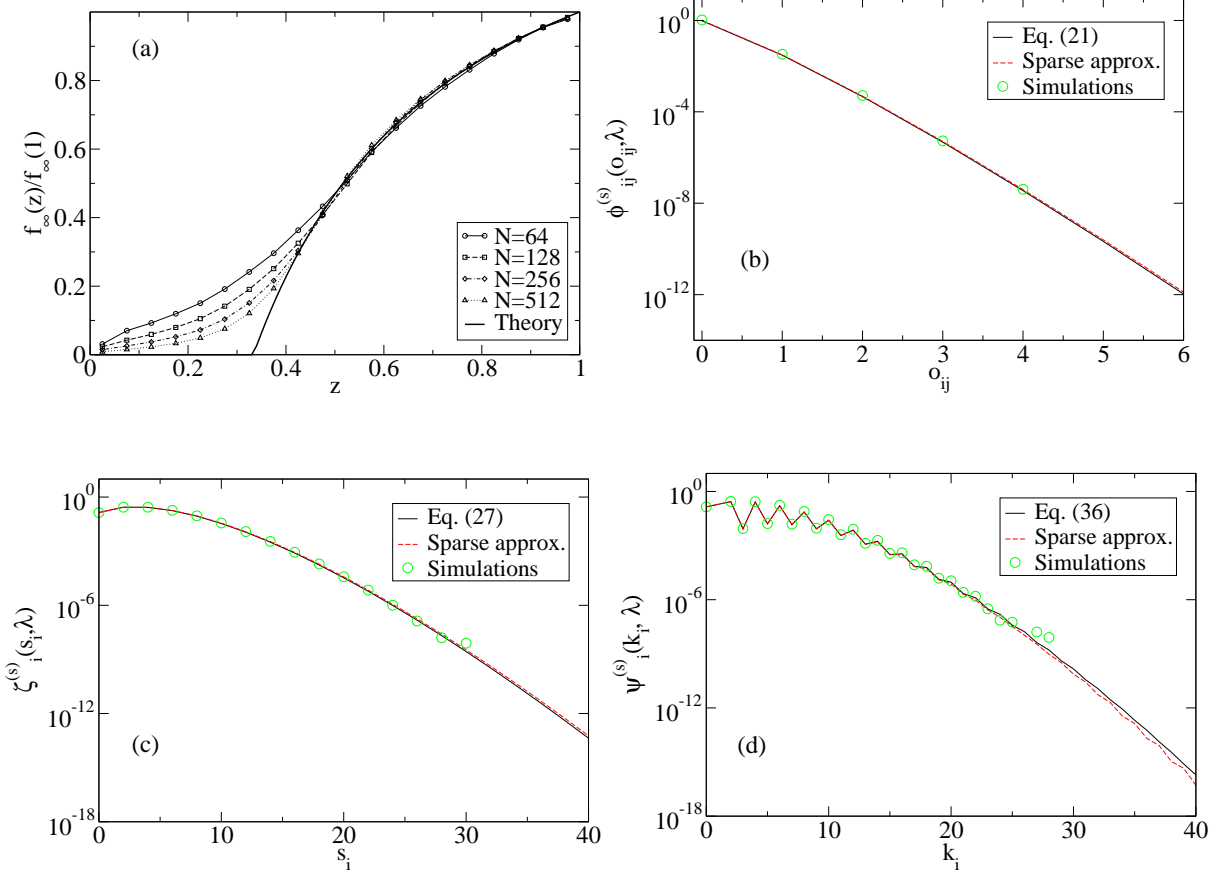 (a)
f∞(z)/f∞(1)
0.8
0.6
0.4
0.2
0
N=64
N=128
N=256
N=512
Theory
0 0.2 0.4 0.6 0.8 1
z
10^0
10^-4
10^-8
10^-12
ϕ^(s)_ij(o_ij,λ)
Eq. (21)
Sparse approx.
Simulations
(b)
0 1 2 3 4 5 6
o_ij
10^0
10^-6
10^-12
10^-18
ζ^(s)_i(s_i,λ)
Eq. (27)
Sparse approx.
Simulations
(c)
0 10 20 30 40
s_i
10^0
10^-6
10^-12
10^-18
ψ^(s)_i(k_i, λ)
Eq. (36)
Sparse approx.
Simulations
(d)
0 10 20 30 40
k_i